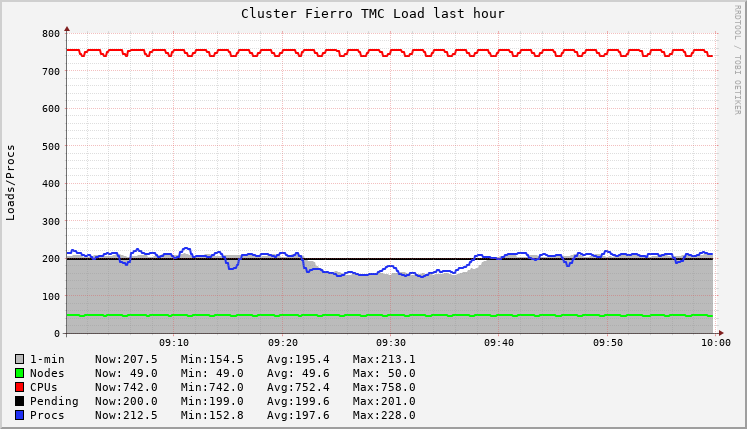 Cluster Fierro TMC Load last hour
RRDTOOL / TOBI OETIKER
Loads/Procs
800
700
600
500
400
300
200
100
0
09:10 09:20 09:30 09:40 09:50 10:00
1-min Now:207.5 Min:154.5 Avg:195.4 Max:213.1
Nodes Now: 49.0 Min: 49.0 Avg: 49.6 Max: 50.0
CPUs Now:742.0 Min:742.0 Avg:752.4 Max:758.0
Pending Now:200.0 Min:199.0 Avg:199.6 Max:201.0
Procs Now:212.5 Min:152.8 Avg:197.6 Max:228.0